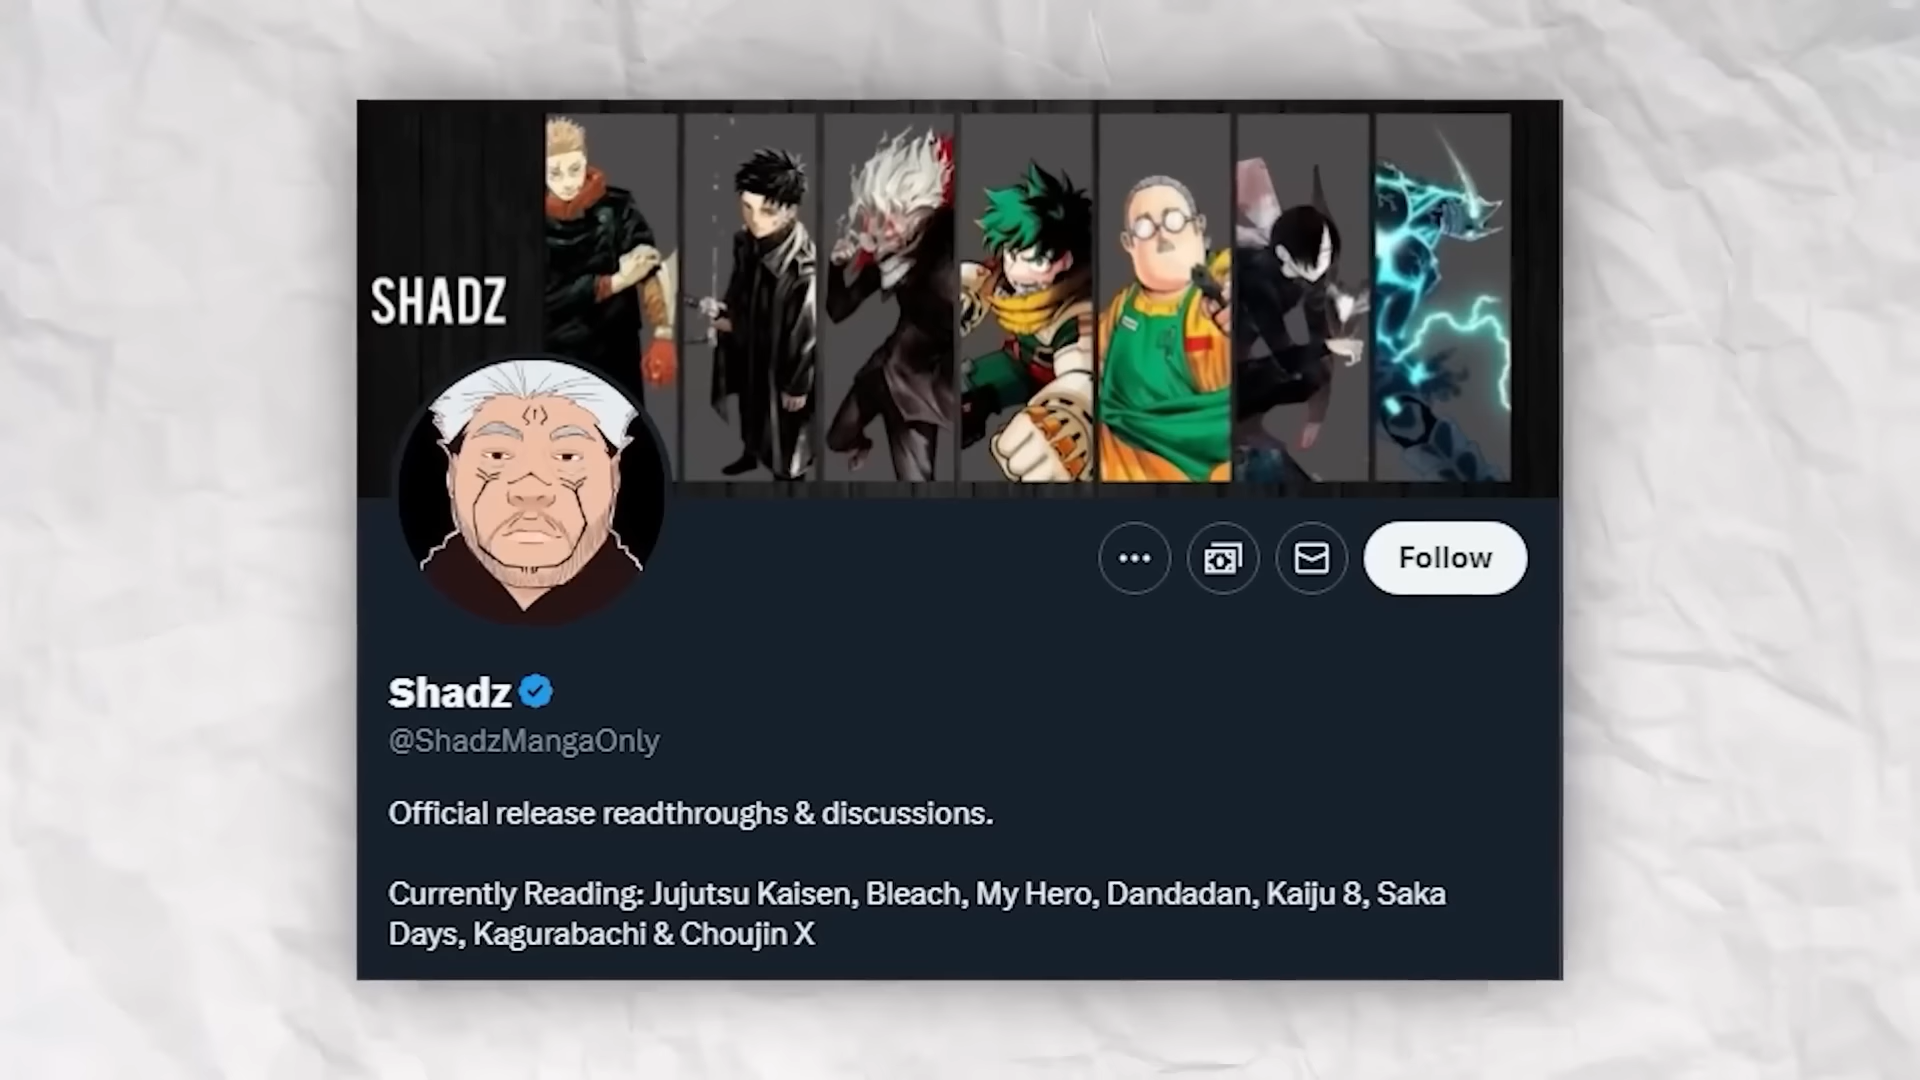 SHADZ
Follow
Shadz
@ShadzMangaOnly
Official release readthroughs & discussions.
Currently Reading: Jujutsu Kaisen, Bleach, My Hero, Dandadan, Kaiju 8, Saka
Days, Kagurabachi & Choujin X